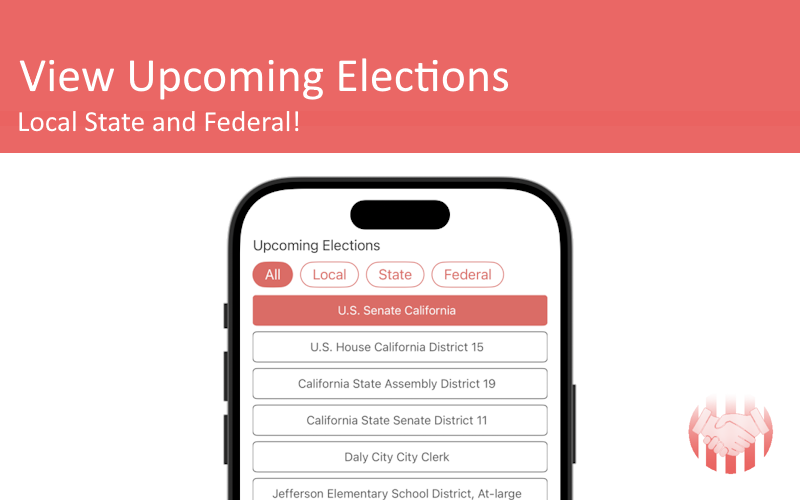 View Upcoming Elections
Local State and Federal!
Upcoming Elections
All Local State Federal
U.S. Senate California
U.S. House California District 15
California State Assembly District 19
California State Senate District 11
Daly City City Clerk
Jefferson Elementary School District, At-large